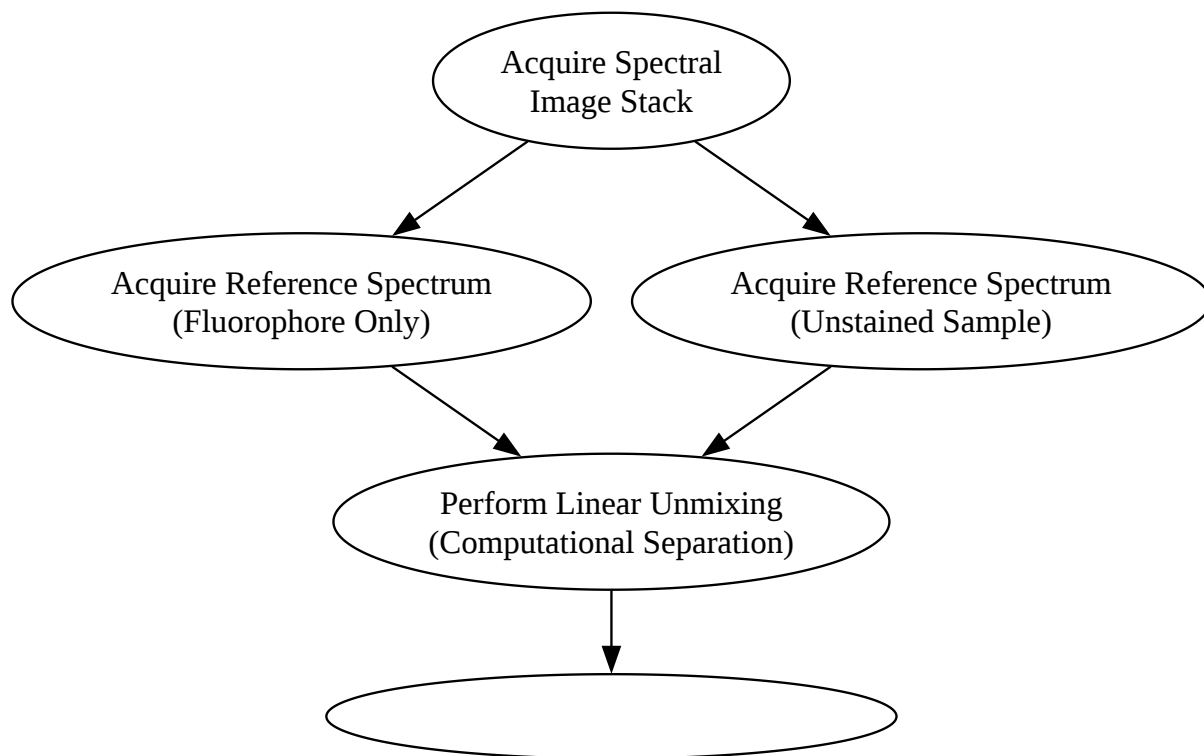 Acquire Spectral
Image Stack
Acquire Reference Spectrum
(Fluorophore Only)
Acquire Reference Spectrum
(Unstained Sample)
Perform Linear Unmixing
(Computational Separation)